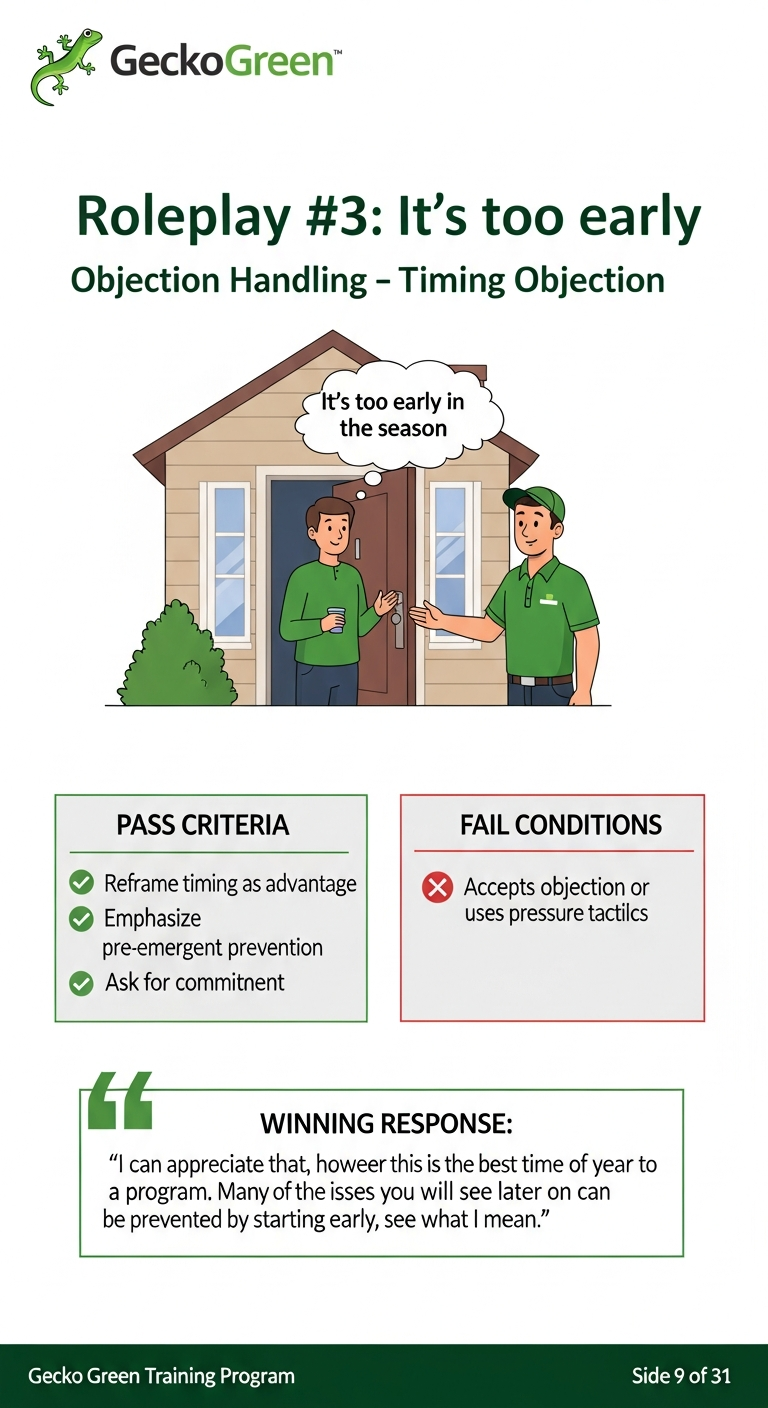 GeckoGreen™
Roleplay #3: It's too early
Objection Handling – Timing Objection
It's too early in
the season
PASS CRITERIA
Reframe timing as advantage
Emphasize
pre-emergent prevention
Ask for commitment
FAIL CONDITIONS
Accepts objection or
uses pressure tactilcs
WINNING RESPONSE:
“I can appreciate that, howeer this is the best time of year to
a program. Many of the isses you will see later on can
be prevented by starting early, see what I mean.”
Gecko Green Training Program
Side 9 of 31